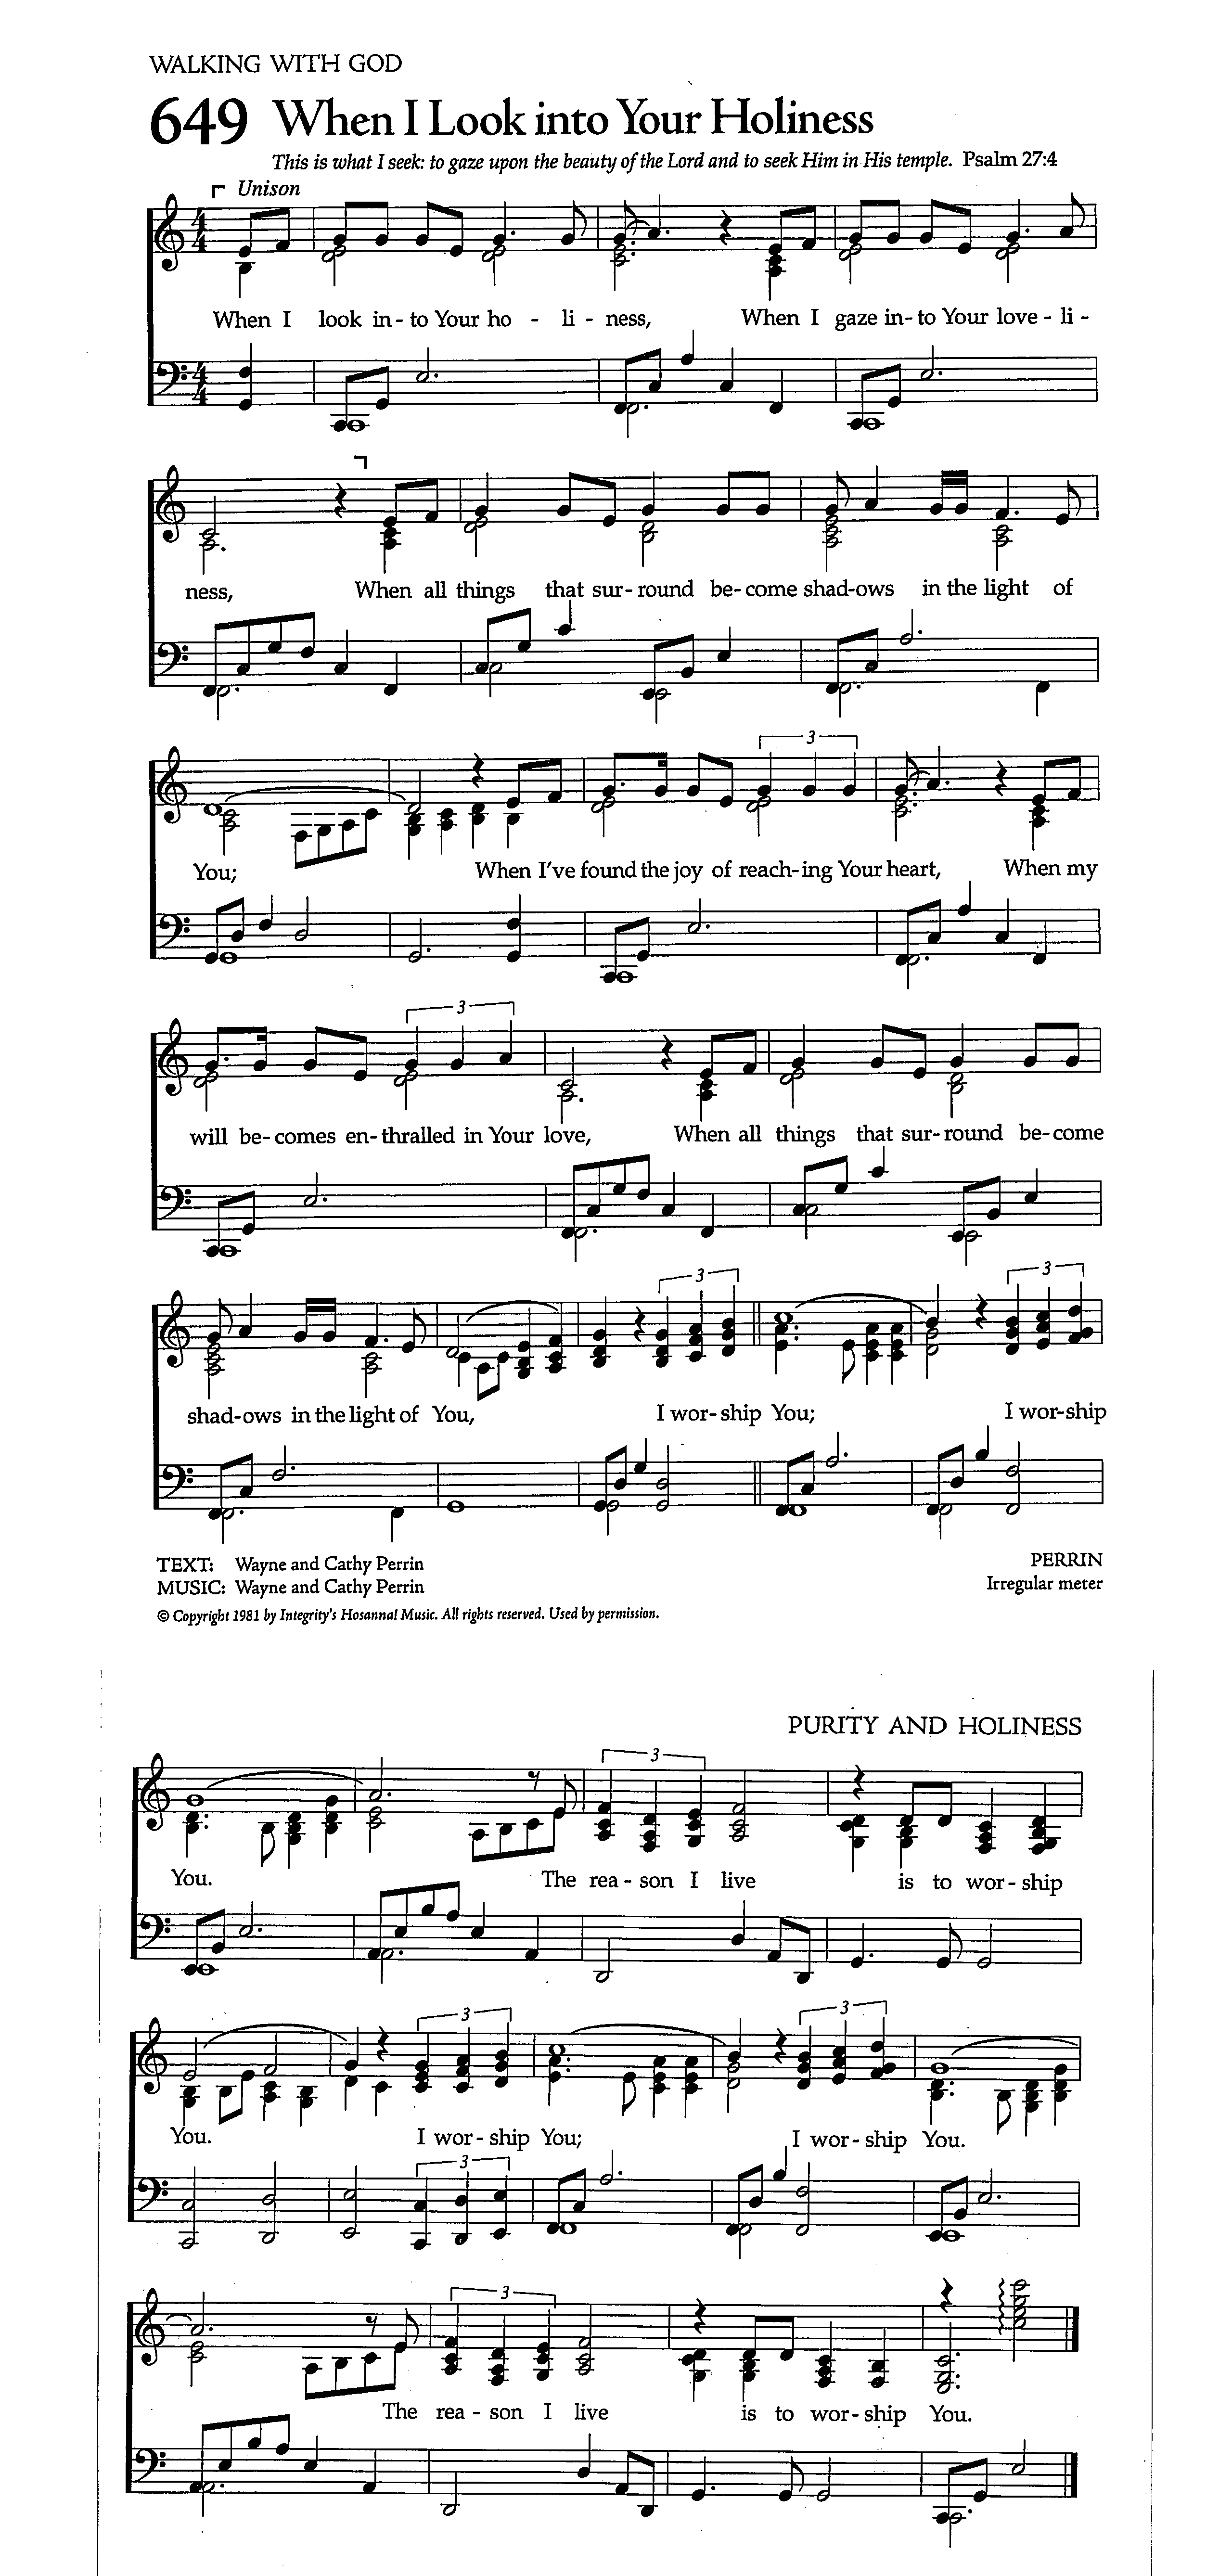 WALKING WITH GOD
649 When I Look into Your Holiness
This is what I seek: to gaze upon the beauty of the Lord and to seek Him in His temple. Psalm 27:4
Unison
When I look in- to Your ho - li - ness, When I gaze in- to Your love - li -
ness, When all things that sur- round be- come shad-ows in the light of
3
You; When I've found the joy of reach- ing Your heart, When my
3
will be- comes en- thralled in Your love, When all things that sur- round be- come
3 3
shad-ows in the light of You, I wor- ship You; I wor-ship
TEXT: Wayne and Cathy Perrin
MUSIC: Wayne and Cathy Perrin
PERRIN
Irregular meter
© Copyright 1981 by Integrity's Hosanna! Music. All rights reserved. Used by permission.
PURITY AND HOLINESS
3
You. The rea - son I live is to wor - ship
3 3
You. I wor - ship You; I wor - ship You.
3
3
The rea - son I live is to wor - ship You.